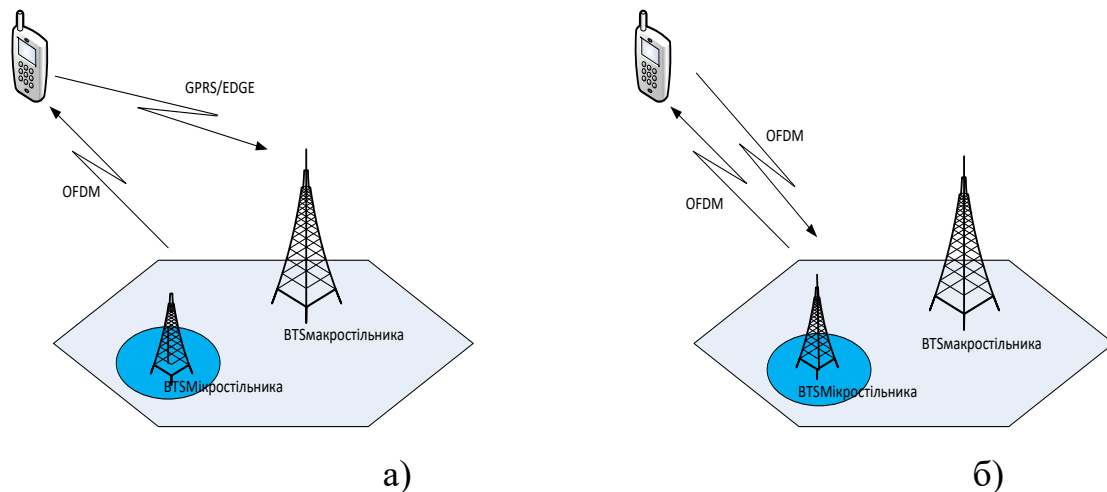 GPRS/EDGE
OFDM
BTSмакростільника
BTSМікростільника
а)
OFDM
OFDM
BTSмакростільника
BTSМікростільника
б)